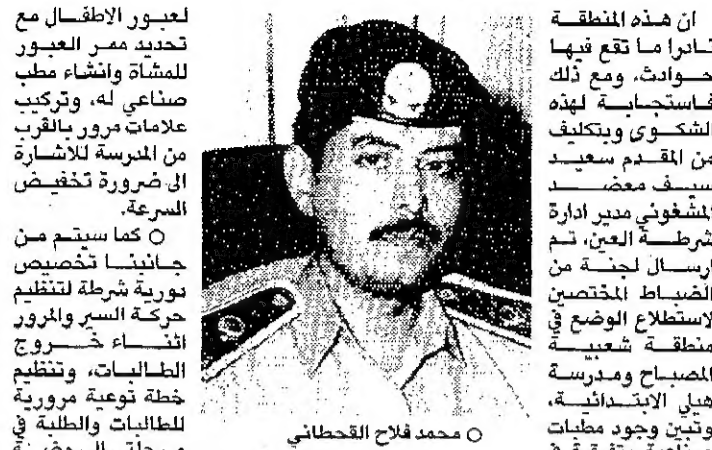 ان هذه المنطقة
نادرا ما تقع فيها
حوادث، ومع ذلك
فاستجابة لهذه
الشكوى وبتكليف
من المقدم سعيد
سيف معضد
المشغوني مدير ادارة
شرطة العين، تم
ارسال لجنة من
الضباط المختصين
لاستطلاع الوضع في
منطقة شعبية
المصباح ومدرسة
هيلي الابتدائية،
وتبين وجود مطبات
لعبور الاطفال مع
تحديد ممر العبور
للمشاة وانشاء مطب
صناعي له، وتركيب
علامات مرور بالقرب
من المدرسة للاشارة
الى ضرورة تخفيض
السرعة.
○ كما سيتم من
جانبنا تخصيص
دورية شرطة لتنظيم
حركة السير والمرور
اثناء خروج
الطالبات، وتنظيم
خطة توعية مرورية
للطالبات والطلبة في
○ محمد فلاح القحطاني